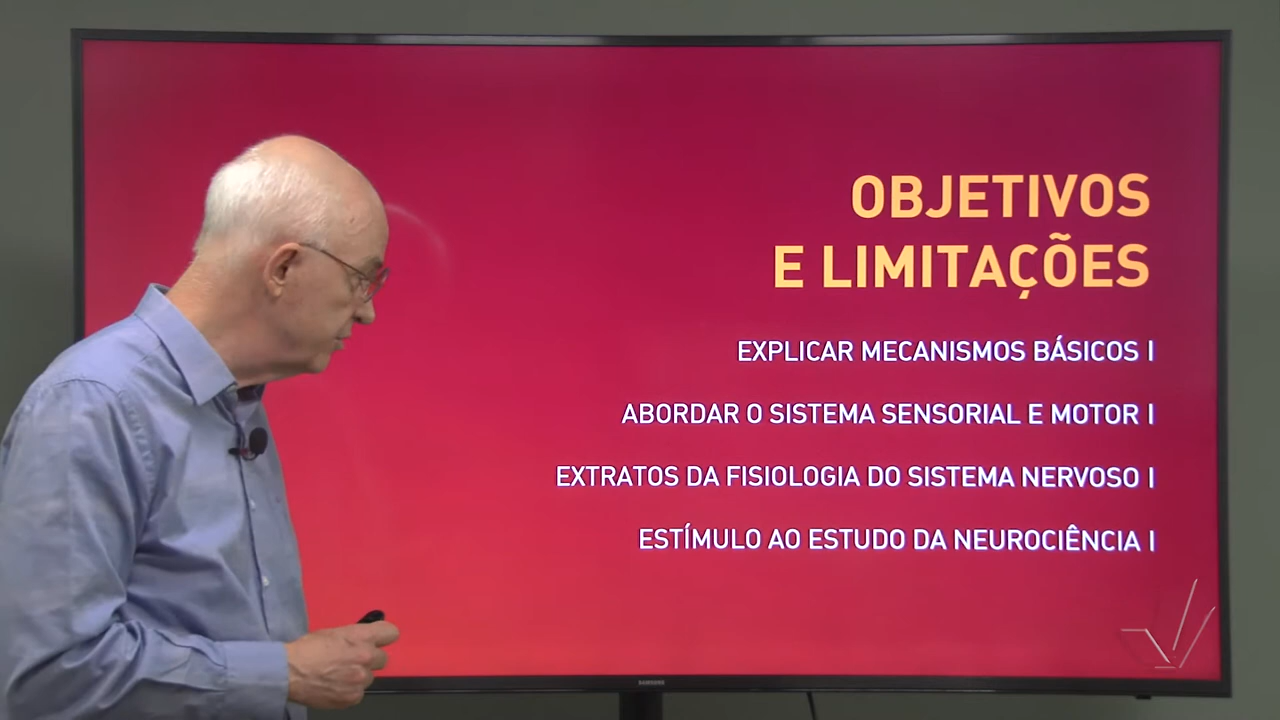 OBJETIVOS
E LIMITAÇÕES
EXPLICAR MECANISMOS BÁSICOS |
ABORDAR O SISTEMA SENSORIAL E MOTOR |
EXTRATOS DA FISIOLOGIA DO SISTEMA NERVOSO |
ESTÍMULO AO ESTUDO DA NEUROCIÊNCIA |
SAMSUNG